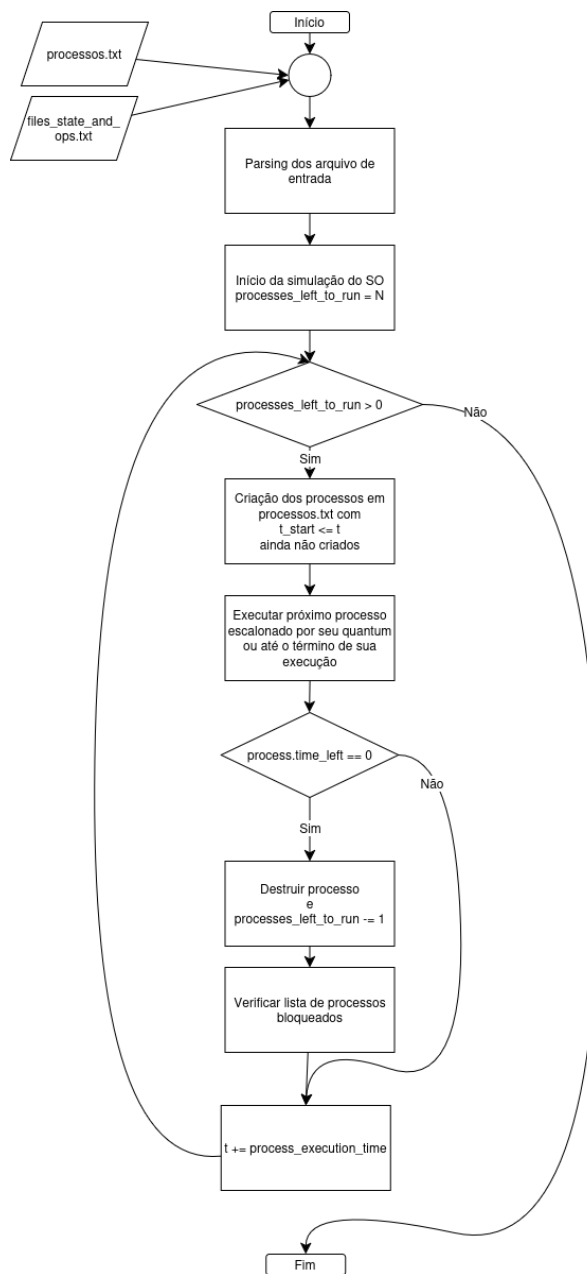 Início
processos.txt
files_state_and_
ops.txt
Parsing dos arquivo de
entrada
Início da simulação do SO
processes_left_to_run = N
processes_left_to_run > 0
Não
Sim
Criação dos processos em
processos.txt com
t_start <= t
ainda não criados
Executar próximo processo
escalonado por seu quantum
ou até o término de sua
execução
process.time_left == 0
Não
Sim
Destruir processo
e
processes_left_to_run -= 1
Verificar lista de processos
bloqueados
t += process_execution_time
Fim